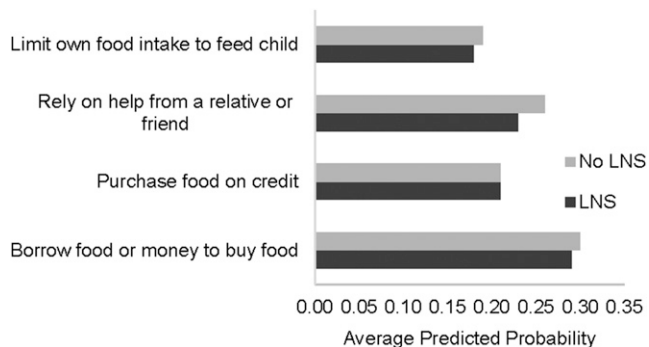 Limit own food intake to feed child
Rely on help from a relative or
friend
Purchase food on credit
Borrow food or money to buy food
No LNS
LNS
0.00 0.05 0.10 0.15 0.20 0.25 0.30 0.35
Average Predicted Probability